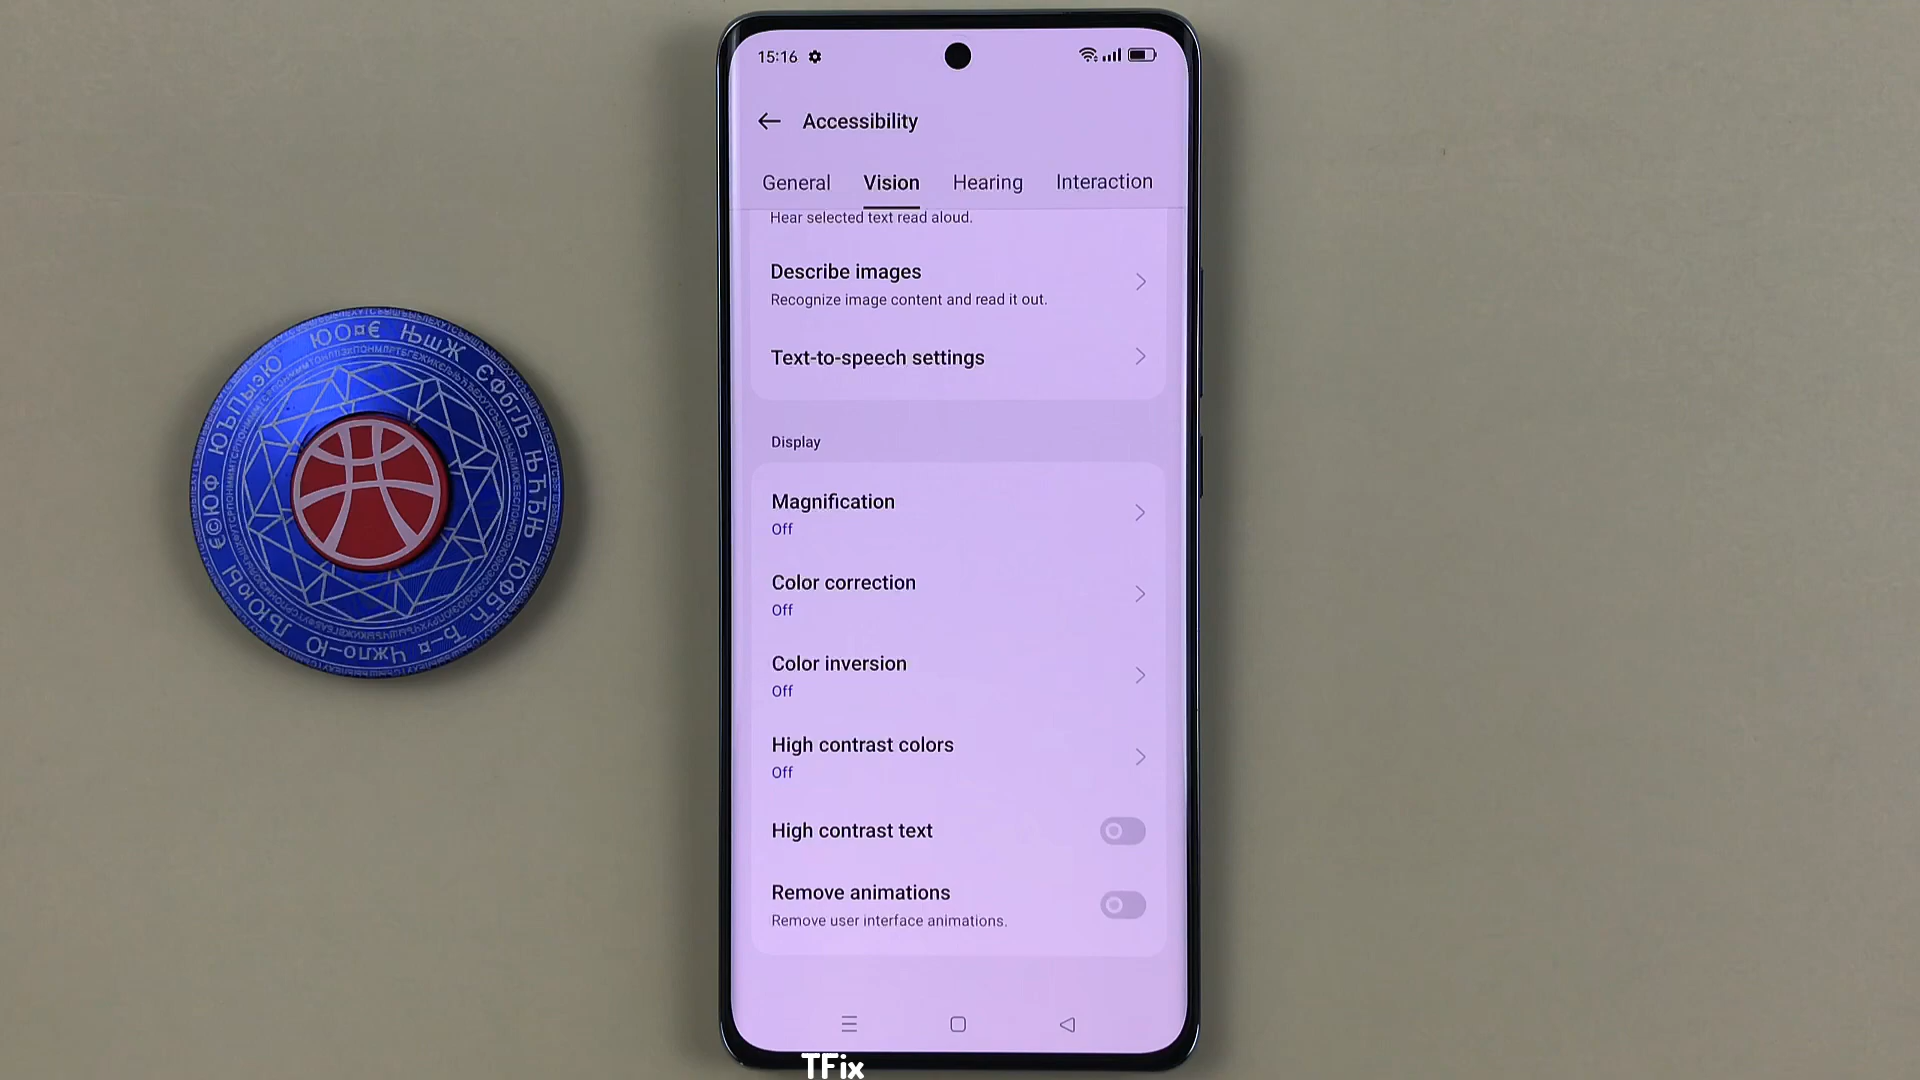 15:16
Accessibility
General Vision Hearing Interaction
Hear selected text read aloud.
Describe images
Recognize image content and read it out.
Text-to-speech settings
Display
Magnification
Off
Color correction
Off
Color inversion
Off
High contrast colors
Off
High contrast text
Remove animations
Remove user interface animations.
TFix